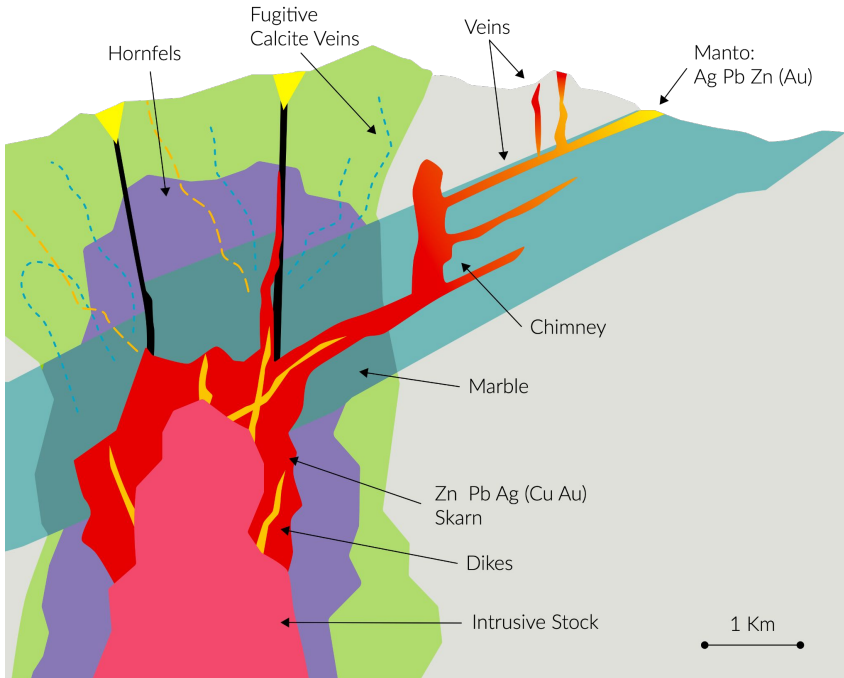 Fugitive
Calcite Veins
Hornfels
Veins
Manto:
Ag Pb Zn (Au)
Chimney
Marble
Zn Pb Ag (Cu Au)
Skarn
Dikes
Intrusive Stock
1 Km